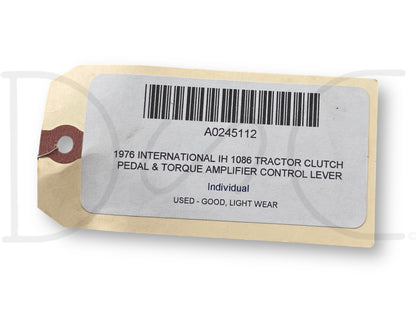 A0245112
1976 INTERNATIONAL IH 1086 TRACTOR CLUTCH
PEDAL & TORQUE AMPLIFIER CONTROL LEVER
Individual
USED - GOOD, LIGHT WEAR